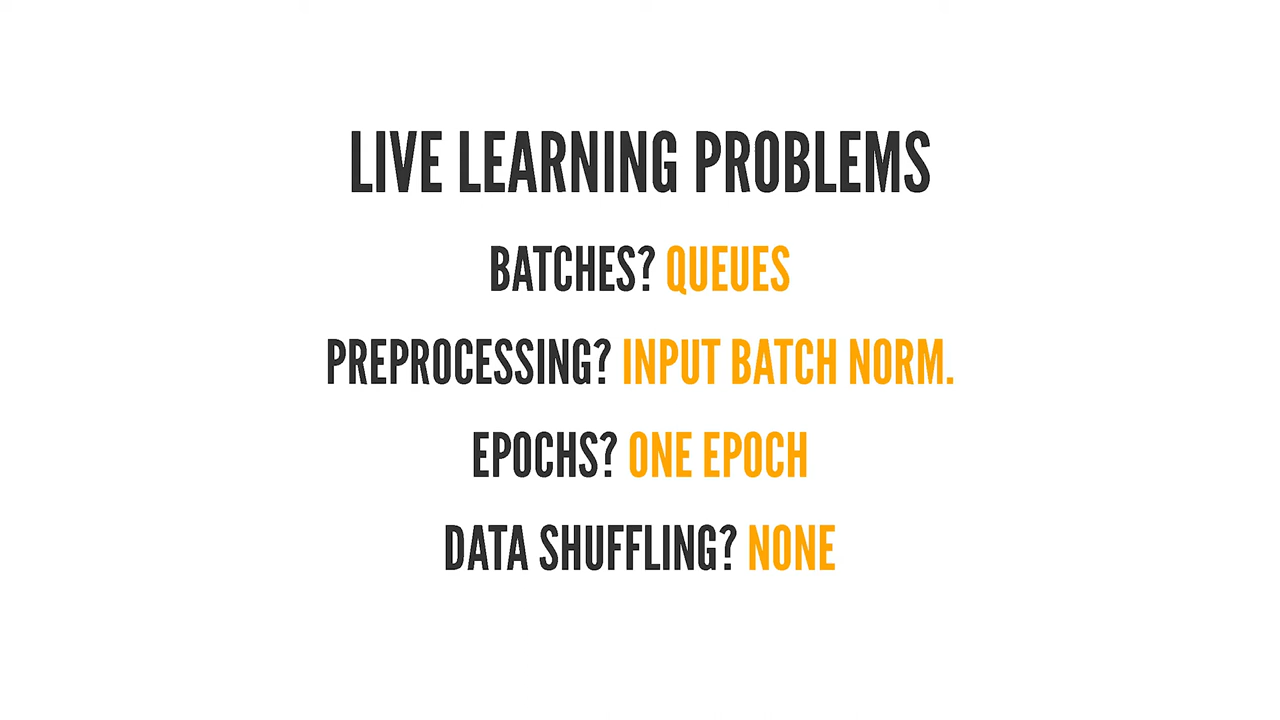 LIVE LEARNING PROBLEMS
BATCHES? QUEUES
PREPROCESSING? INPUT BATCH NORM.
EPOCHS? ONE EPOCH
DATA SHUFFLING? NONE